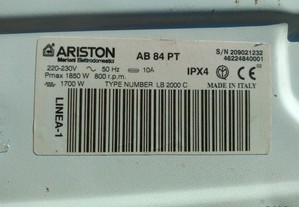 ARISTON
Merloni Elettrodomestici
AB 84 PT
S/N 209021232
46224840001
220-230V ~ 50 Hz 10A
Pmax 1850 W 800 r.p.m.
IPX4
1700 W TYPE NUMBER LB 2000 C
MADE IN ITALY
LINEA-1